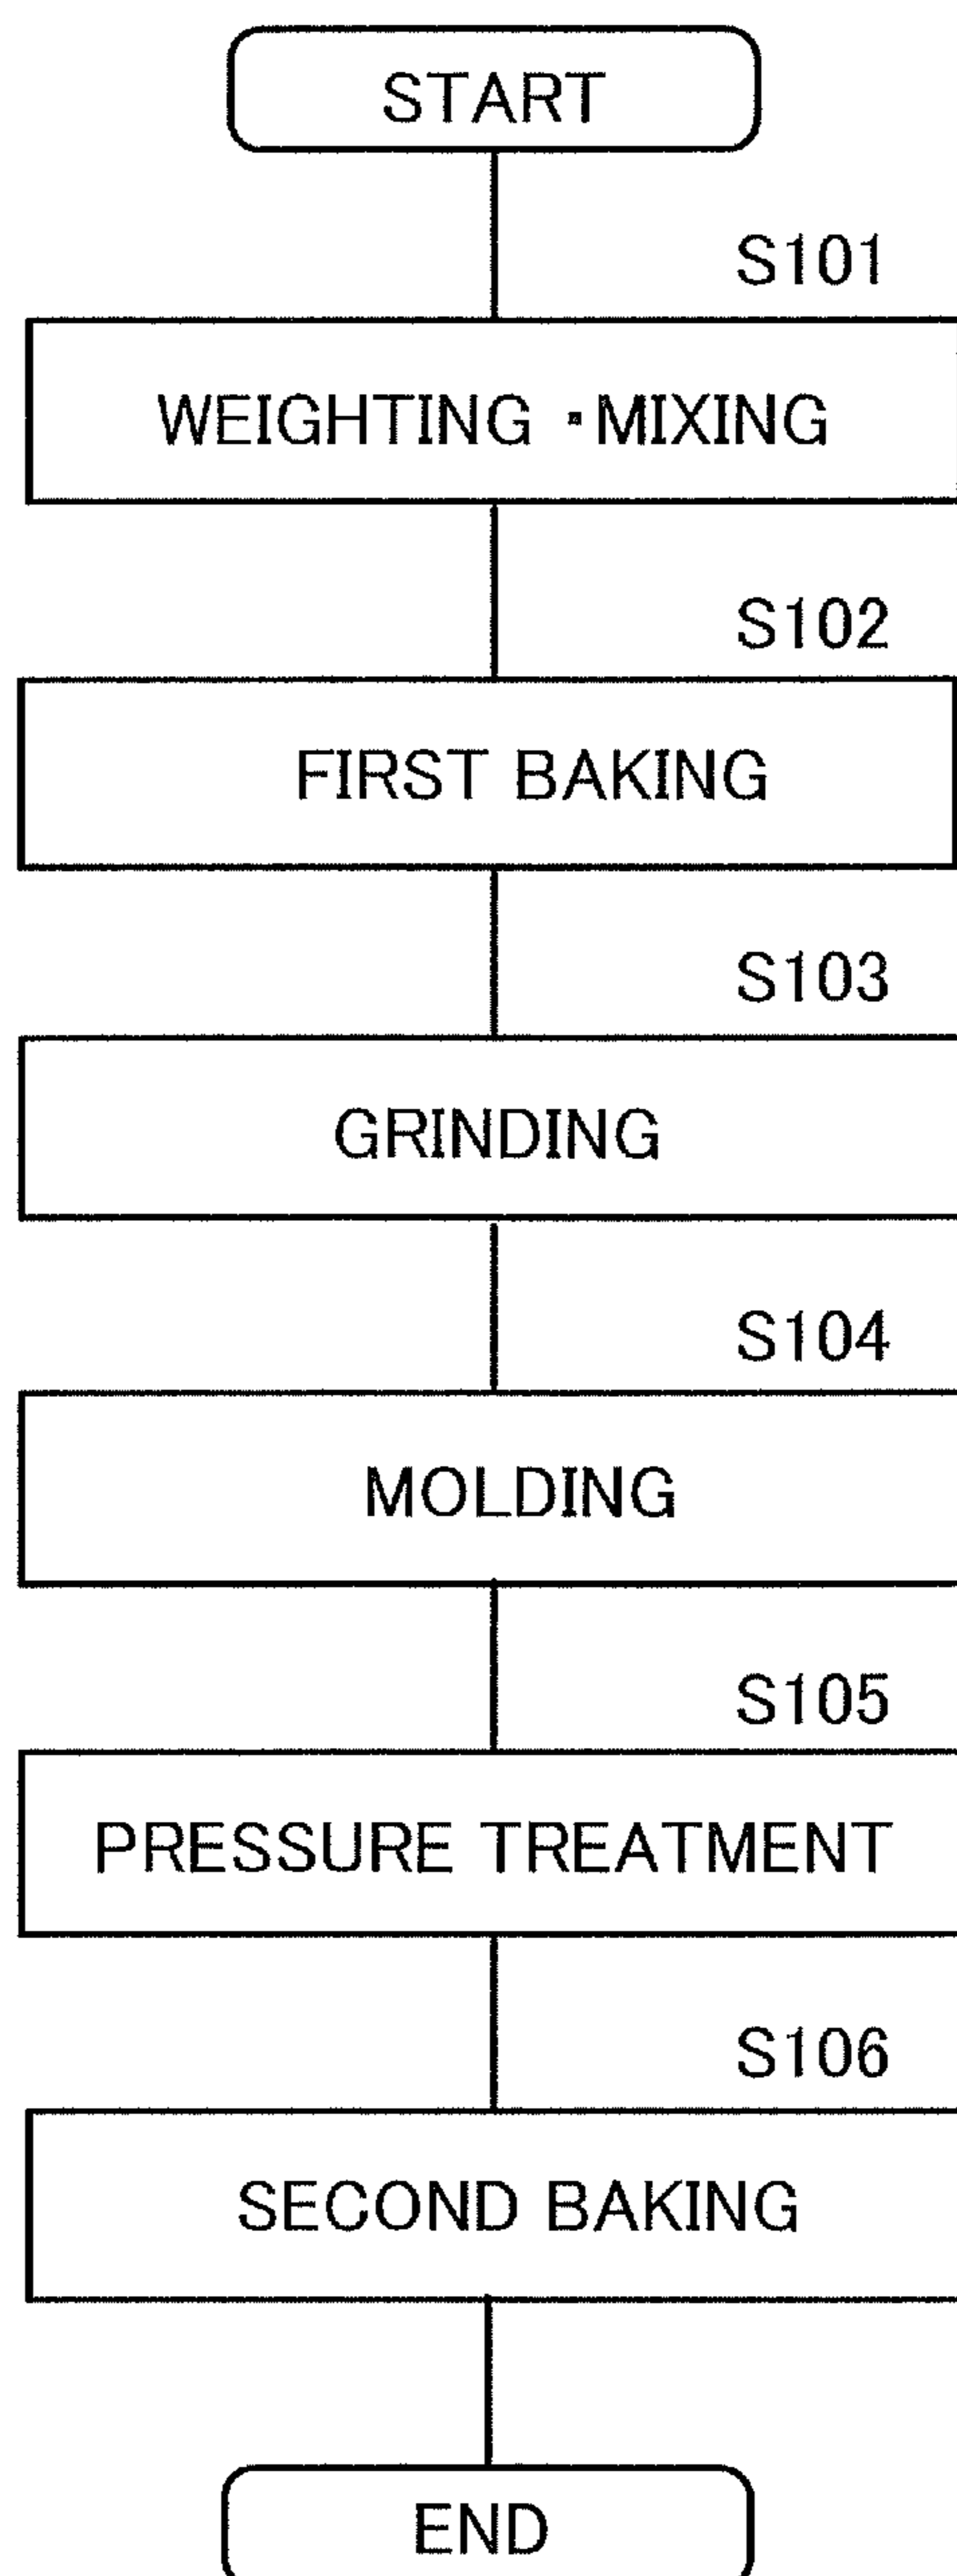 START
S101
WEIGHTING ・MIXING
S102
FIRST BAKING
S103
GRINDING
S104
MOLDING
S105
PRESSURE TREATMENT
S106
SECOND BAKING
END